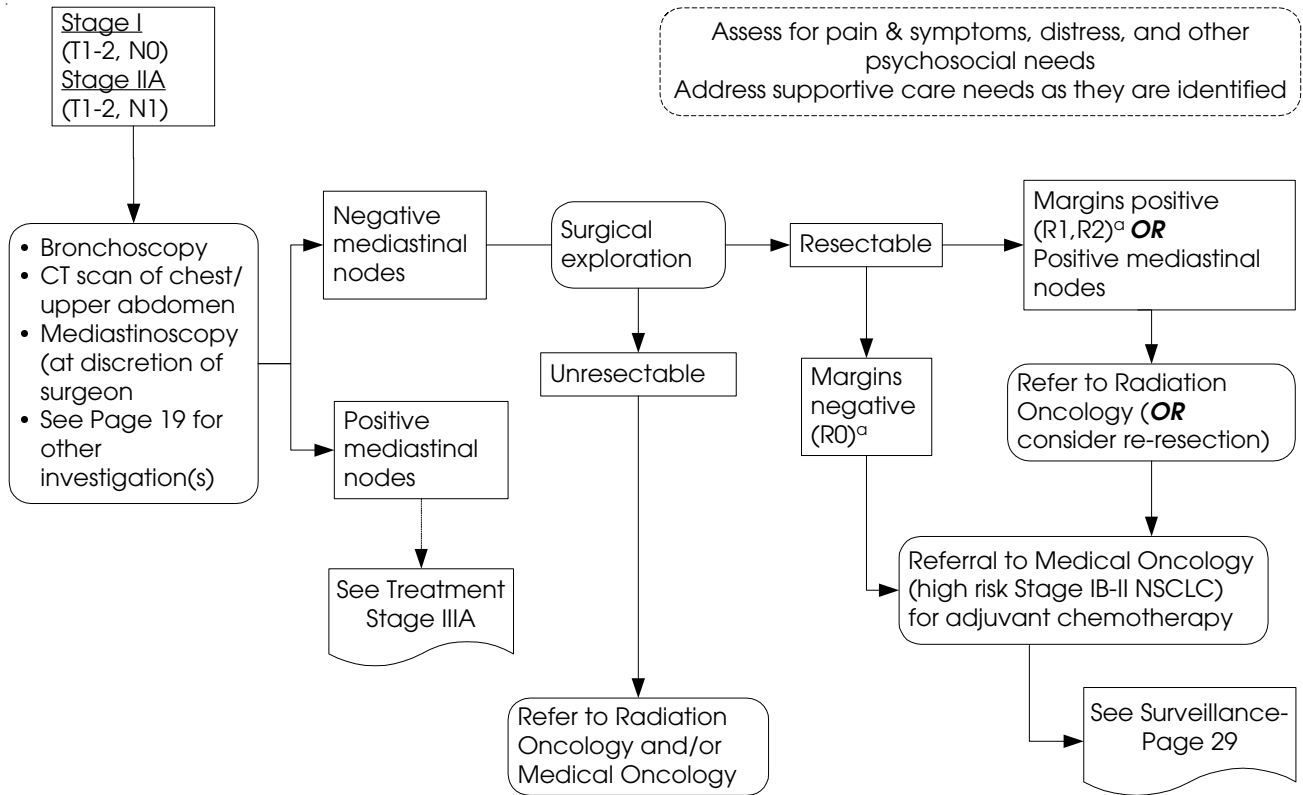 Stage I
(T1-2, N0)
Stage IIA
(T1-2, N1)
Assess for pain & symptoms, distress, and other
psychosocial needs
Address supportive care needs as they are identified
• Bronchoscopy
• CT scan of chest/
upper abdomen
• Mediastinoscopy
(at discretion of
surgeon
• See Page 19 for
other
investigation(s)
Negative
mediastinal
nodes
Positive
mediastinal
nodes
See Treatment
Stage IIIA
Surgical
exploration
Unresectable
Refer to Radiation
Oncology and/or
Medical Oncology
Resectable
Margins
negative
(R0)ᵃ
Margins positive
(R1,R2)ᵃ OR
Positive mediastinal
nodes
Refer to Radiation
Oncology (OR
consider re-resection)
Referral to Medical Oncology
(high risk Stage IB-II NSCLC)
for adjuvant chemotherapy
See Surveillance-
Page 29